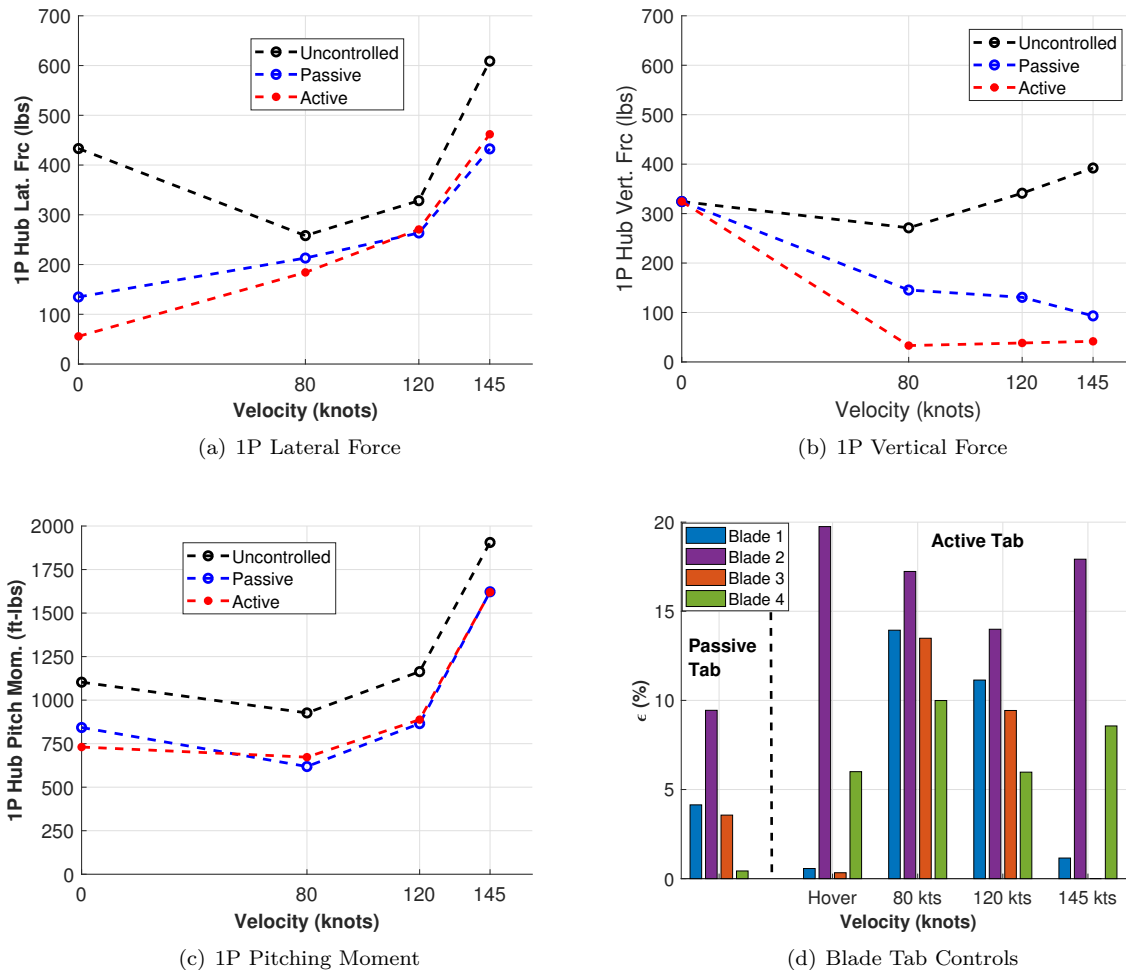 1P Hub Lat. Frc (lbs)
700
600
500
400
300
200
100
0
Uncontrolled
Passive
Active
0 80 120 145
Velocity (knots)
(a) 1P Lateral Force
1P Hub Vert. Frc (lbs)
700
600
500
400
300
200
100
0
Uncontrolled
Passive
Active
0 80 120 145
Velocity (knots)
(b) 1P Vertical Force
1P Hub Pitch Mom. (ft-lbs)
2000
1750
1500
1250
1000
750
500
250
0
Uncontrolled
Passive
Active
0 80 120 145
Velocity (knots)
(c) 1P Pitching Moment
ϵ (%)
20
15
10
5
0
Blade 1
Blade 2
Blade 3
Blade 4
Active Tab
Passive
Tab
Hover 80 kts 120 kts 145 kts
Velocity (knots)
(d) Blade Tab Controls